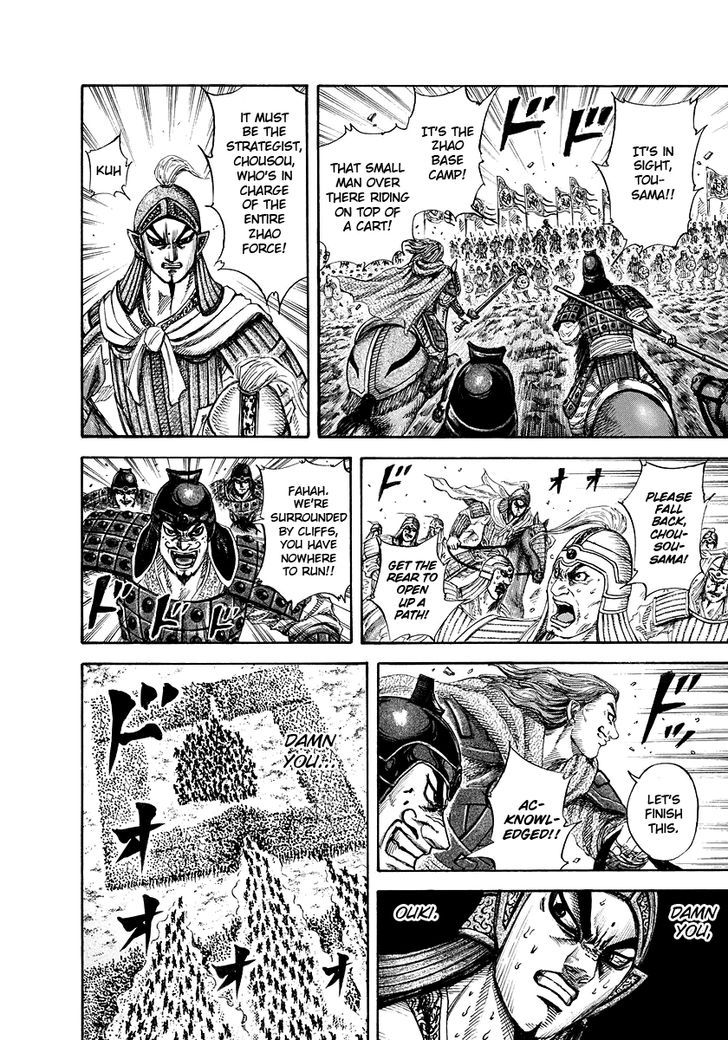 IT'S IN
SIGHT,
TOU-
SAMA!!
ドド
IT'S THE
ZHAO
BASE
CAMP!
THAT SMALL
MAN OVER
THERE RIDING
ON TOP OF
A CART!
IT MUST
BE THE
STRATEGIST,
CHOUSOU,
WHO'S IN
CHARGE
OF THE
ENTIRE
ZHAO
FORCE!
KUH
PLEASE
FALL
BACK,
CHOU-
SOU-
SAMA!
オオ
ド
GET THE
REAR TO
OPEN
UP A
PATH!
FAHAH.
WE'RE
SURROUNDED
BY CLIFFS,
YOU HAVE
NOWHERE
TO RUN!!
ドドド
ドッ
LET'S
FINISH
THIS.
AC-
KNOWL-
EDGED!!
DAMN
YOU,
OUKI.
DAMN
YOU...
ドオオオ